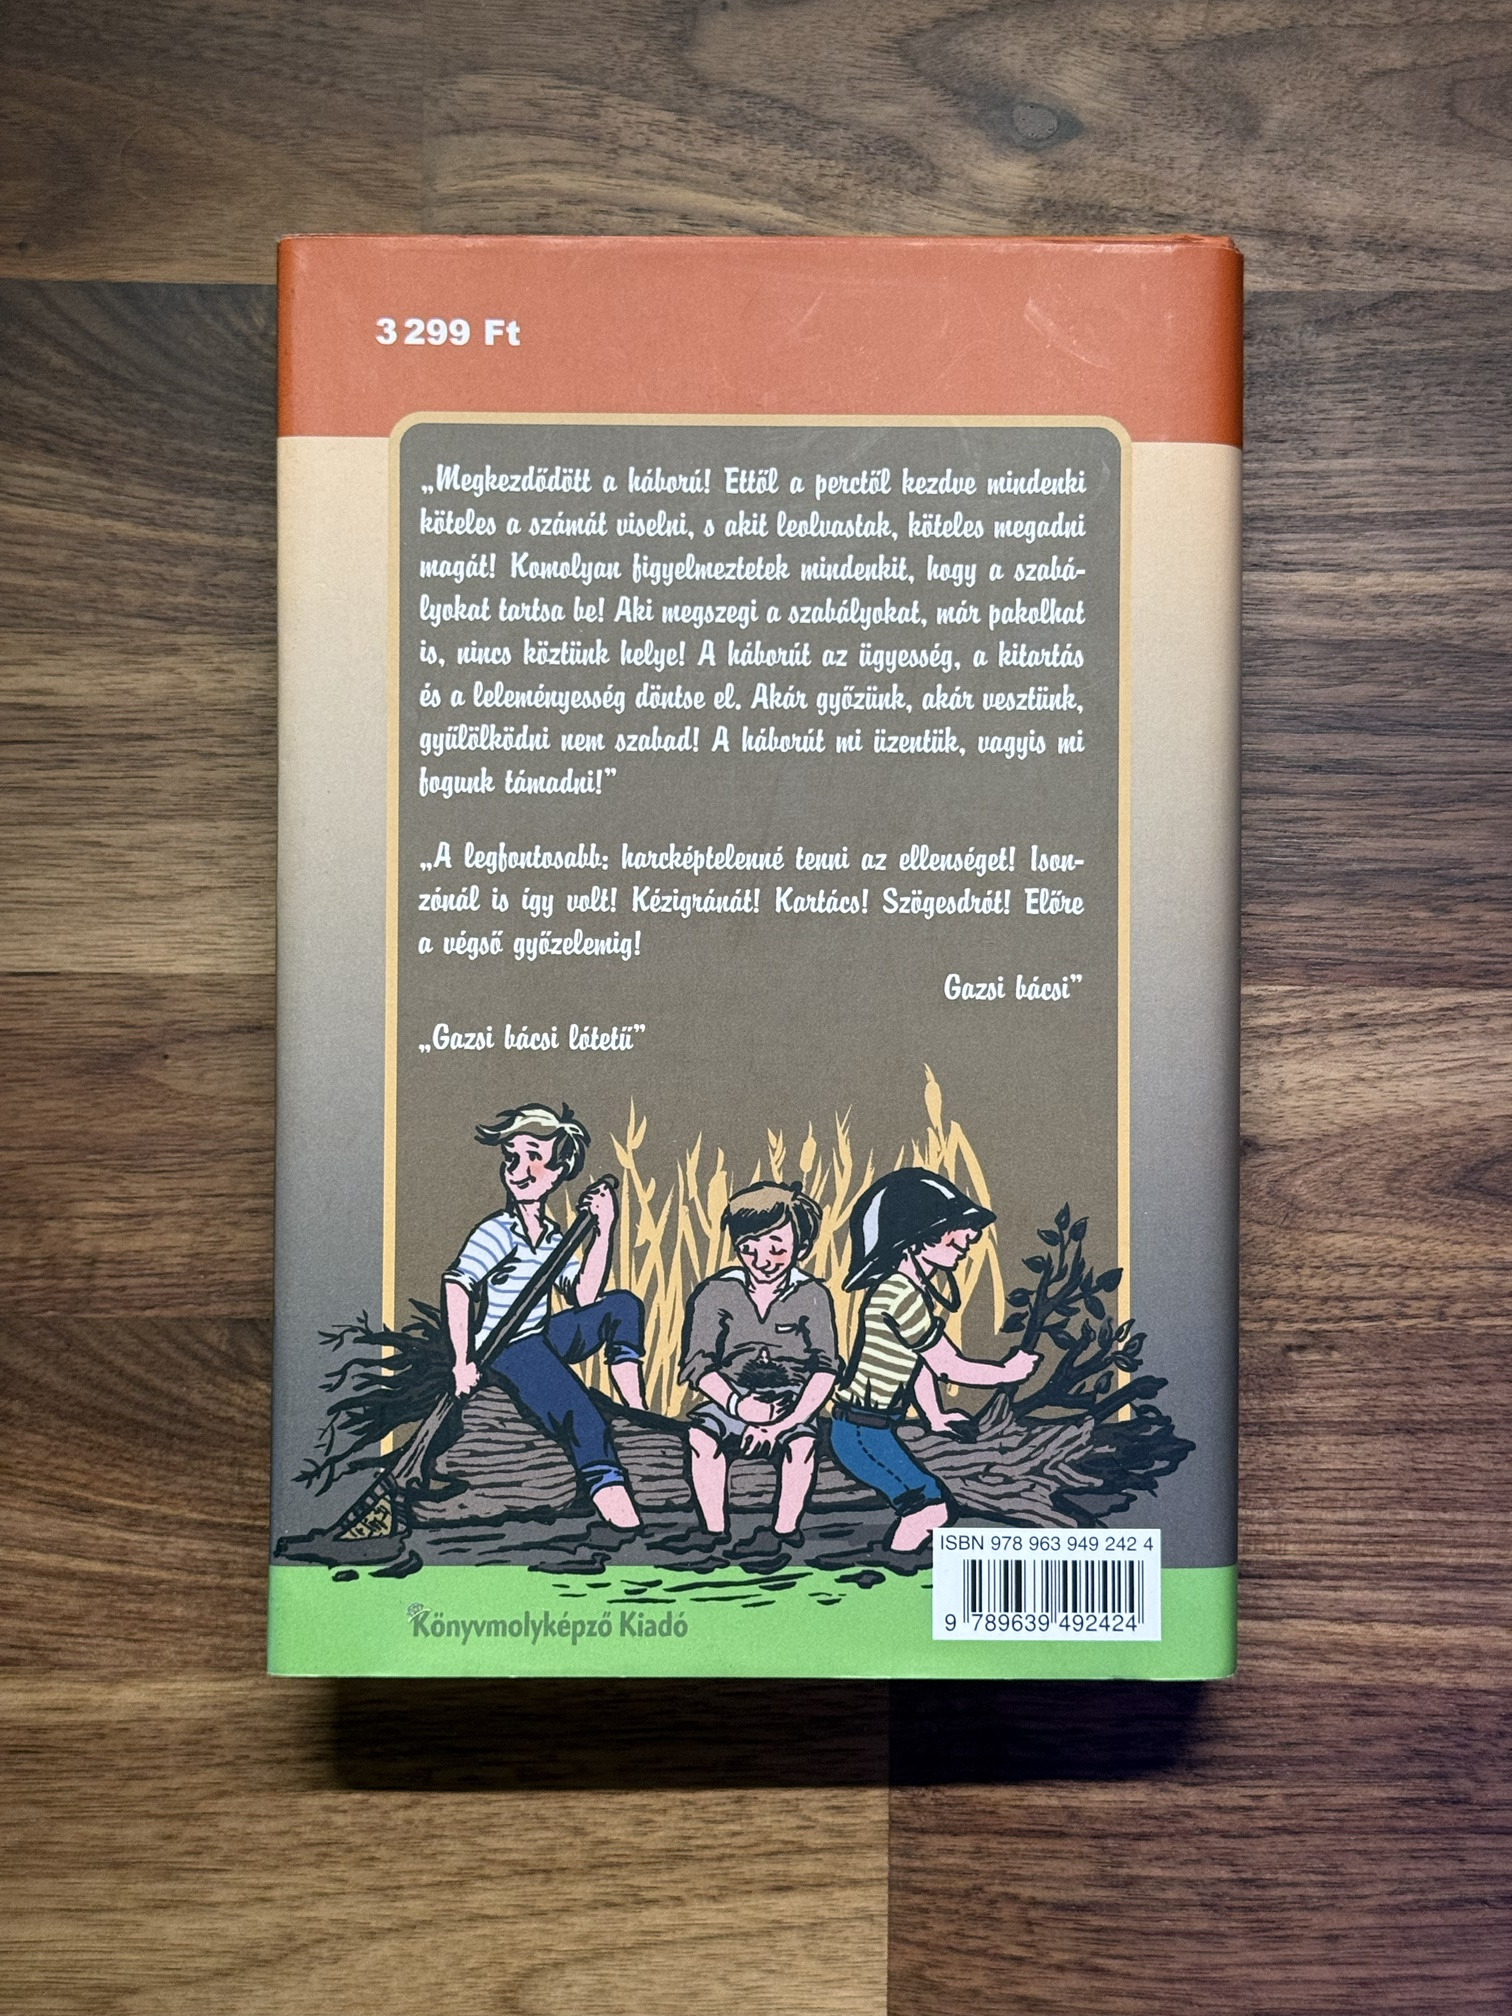 3 299 Ft
„Megkezdődött a háború! Ettől a perctől kezdve mindenki
köteles a számát viselni, s akit leolvastak, köteles megadni
magát! Komolyan figyelmeztetek mindenkit, hogy a szabá-
lyokat tartsa be! Aki megszegi a szabályokat, már pakolhat
is, nincs köztünk helye! A háborút az ügyesség, a kitartás
és a leleményesség döntse el. Akár győzünk, akár vesztünk,
gyűlölködni nem szabad! A háborút mi üzentük, vagyis mi
fogunk támadni!”
„A legfontosabb: harcképtelenné tenni az ellenséget! Ison-
zónál is így volt! Kézigránát! Kartács! Szögesdrót! Előre
a végső győzelemig!
Gazsi bácsi”
„Gazsi bácsi lótetű”
ISBN 978 963 949 242 4
9 789639 492424
Könyvmolyképző Kiadó